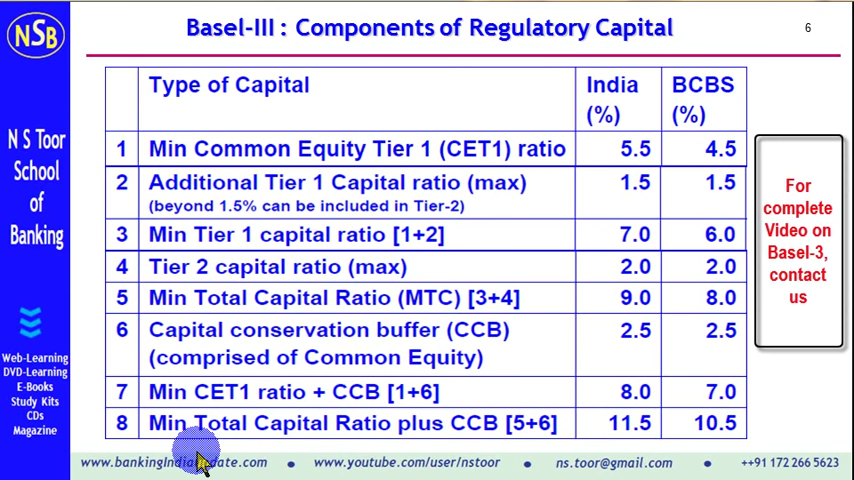 NSB
Basel-III : Components of Regulatory Capital
6
N S Toor
School
of
Banking
Web-Learning
DVD-Learning
E-Books
Study Kits
CDs
Magazine
Type of Capital India (%) BCBS (%)
1 Min Common Equity Tier 1 (CET1) ratio 5.5 4.5
2 Additional Tier 1 Capital ratio (max) 1.5 1.5
(beyond 1.5% can be included in Tier-2)
3 Min Tier 1 capital ratio [1+2] 7.0 6.0
4 Tier 2 capital ratio (max) 2.0 2.0
5 Min Total Capital Ratio (MTC) [3+4] 9.0 8.0
6 Capital conservation buffer (CCB) 2.5 2.5
(comprised of Common Equity)
7 Min CET1 ratio + CCB [1+6] 8.0 7.0
8 Min Total Capital Ratio plus CCB [5+6] 11.5 10.5
For
complete
Video on
Basel-3,
contact
us
www.youtube.com/user/nstoor ns.toor@gmail.com ++91 172 266 5623